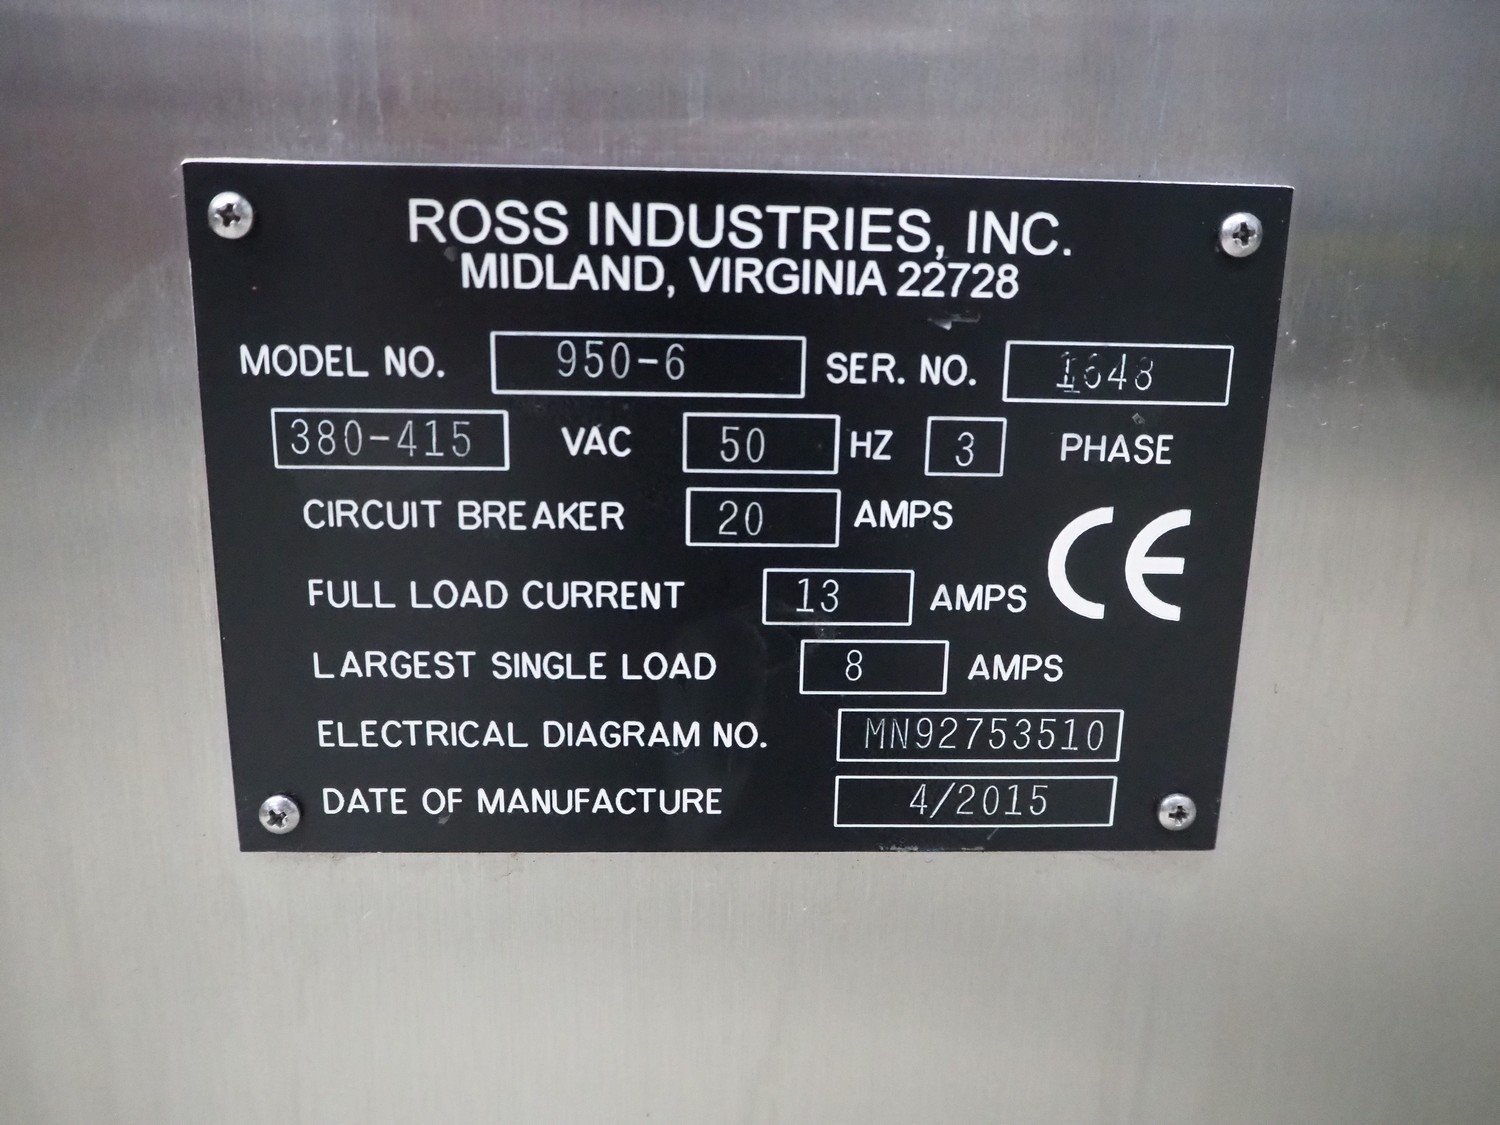 ROSS INDUSTRIES, INC.
MIDLAND, VIRGINIA 22728
MODEL NO. 950-6 SER. NO. 1648
380-415 VAC 50 HZ 3 PHASE
CIRCUIT BREAKER 20 AMPS
FULL LOAD CURRENT 13 AMPS
CE
LARGEST SINGLE LOAD 8 AMPS
ELECTRICAL DIAGRAM NO. MN92753510
DATE OF MANUFACTURE 4/2015